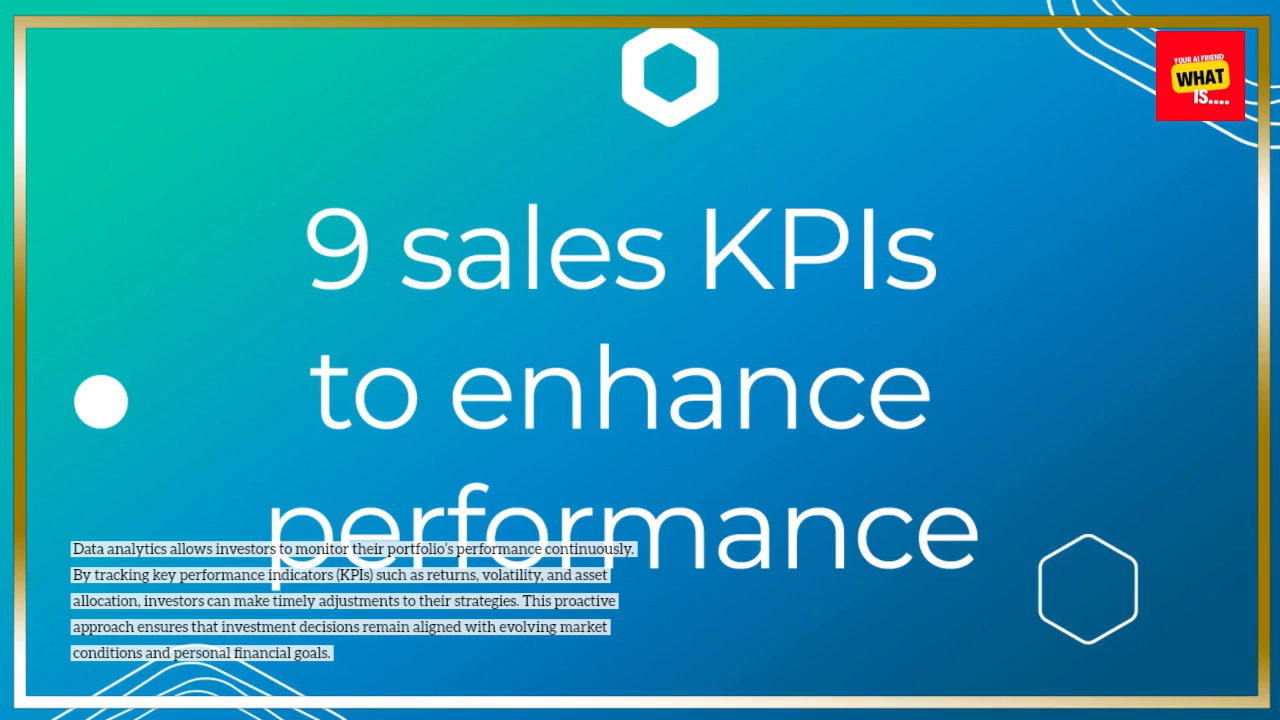 YOUR AI FRIEND
WHAT
IS....
9 sales KPIs
to enhance
performance
Data analytics allows investors to monitor their portfolio's performance continuously.
By tracking key performance indicators (KPIs) such as returns, volatility, and asset
allocation, investors can make timely adjustments to their strategies. This proactive
approach ensures that investment decisions remain aligned with evolving market
conditions and personal financial goals.